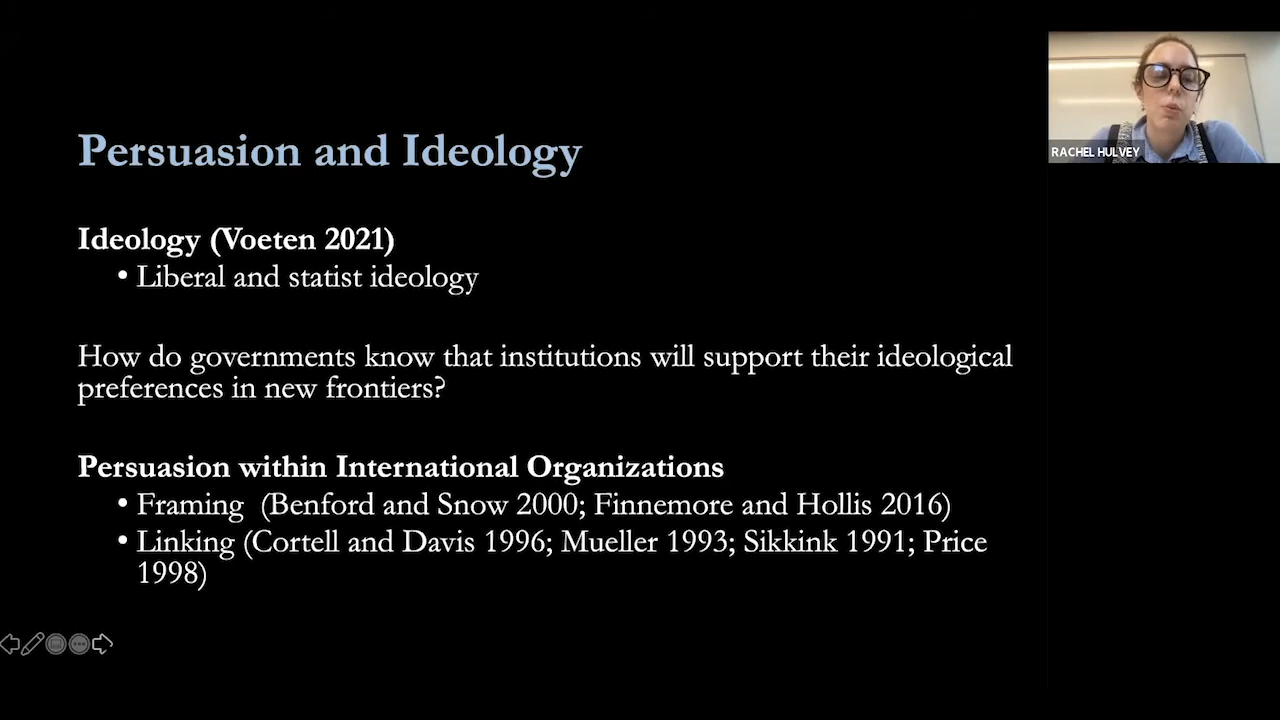 Persuasion and Ideology
RACHEL HULVEY
Ideology (Voeten 2021)
• Liberal and statist ideology
How do governments know that institutions will support their ideological
preferences in new frontiers?
Persuasion within International Organizations
• Framing  (Benford and Snow 2000; Finnemore and Hollis 2016)
• Linking (Cortell and Davis 1996; Mueller 1993; Sikkink 1991; Price
1998)